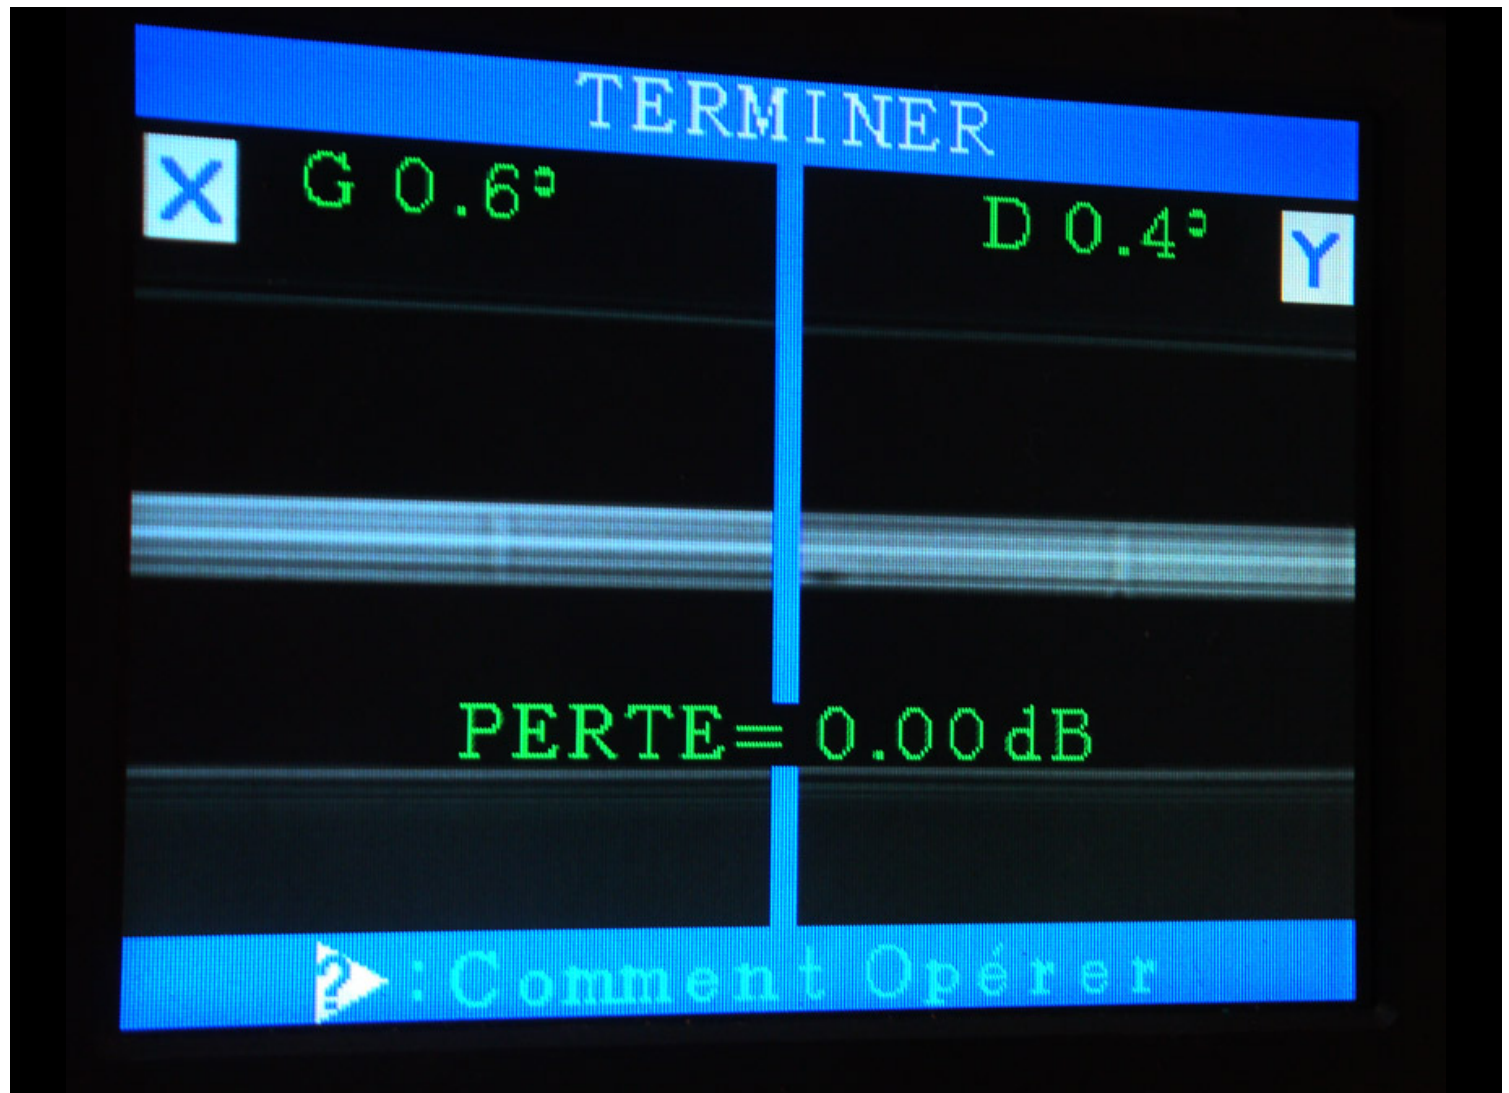 TERMINER
X G 0.6° D 0.4° Y
PERTE= 0.00dB
? :Comment Opérer